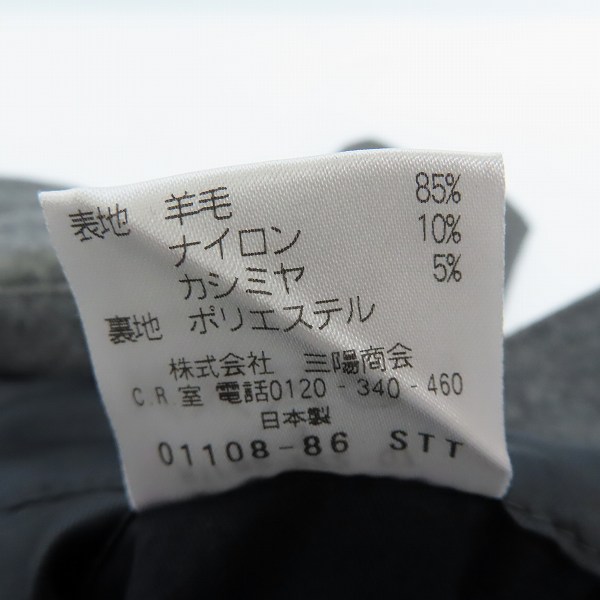 表地 羊毛 85%
ナイロン 10%
カシミヤ 5%
裏地 ポリエステル
株式会社 三陽商会
C.R室 電話0120-340-460
日本製
01108-86 STT